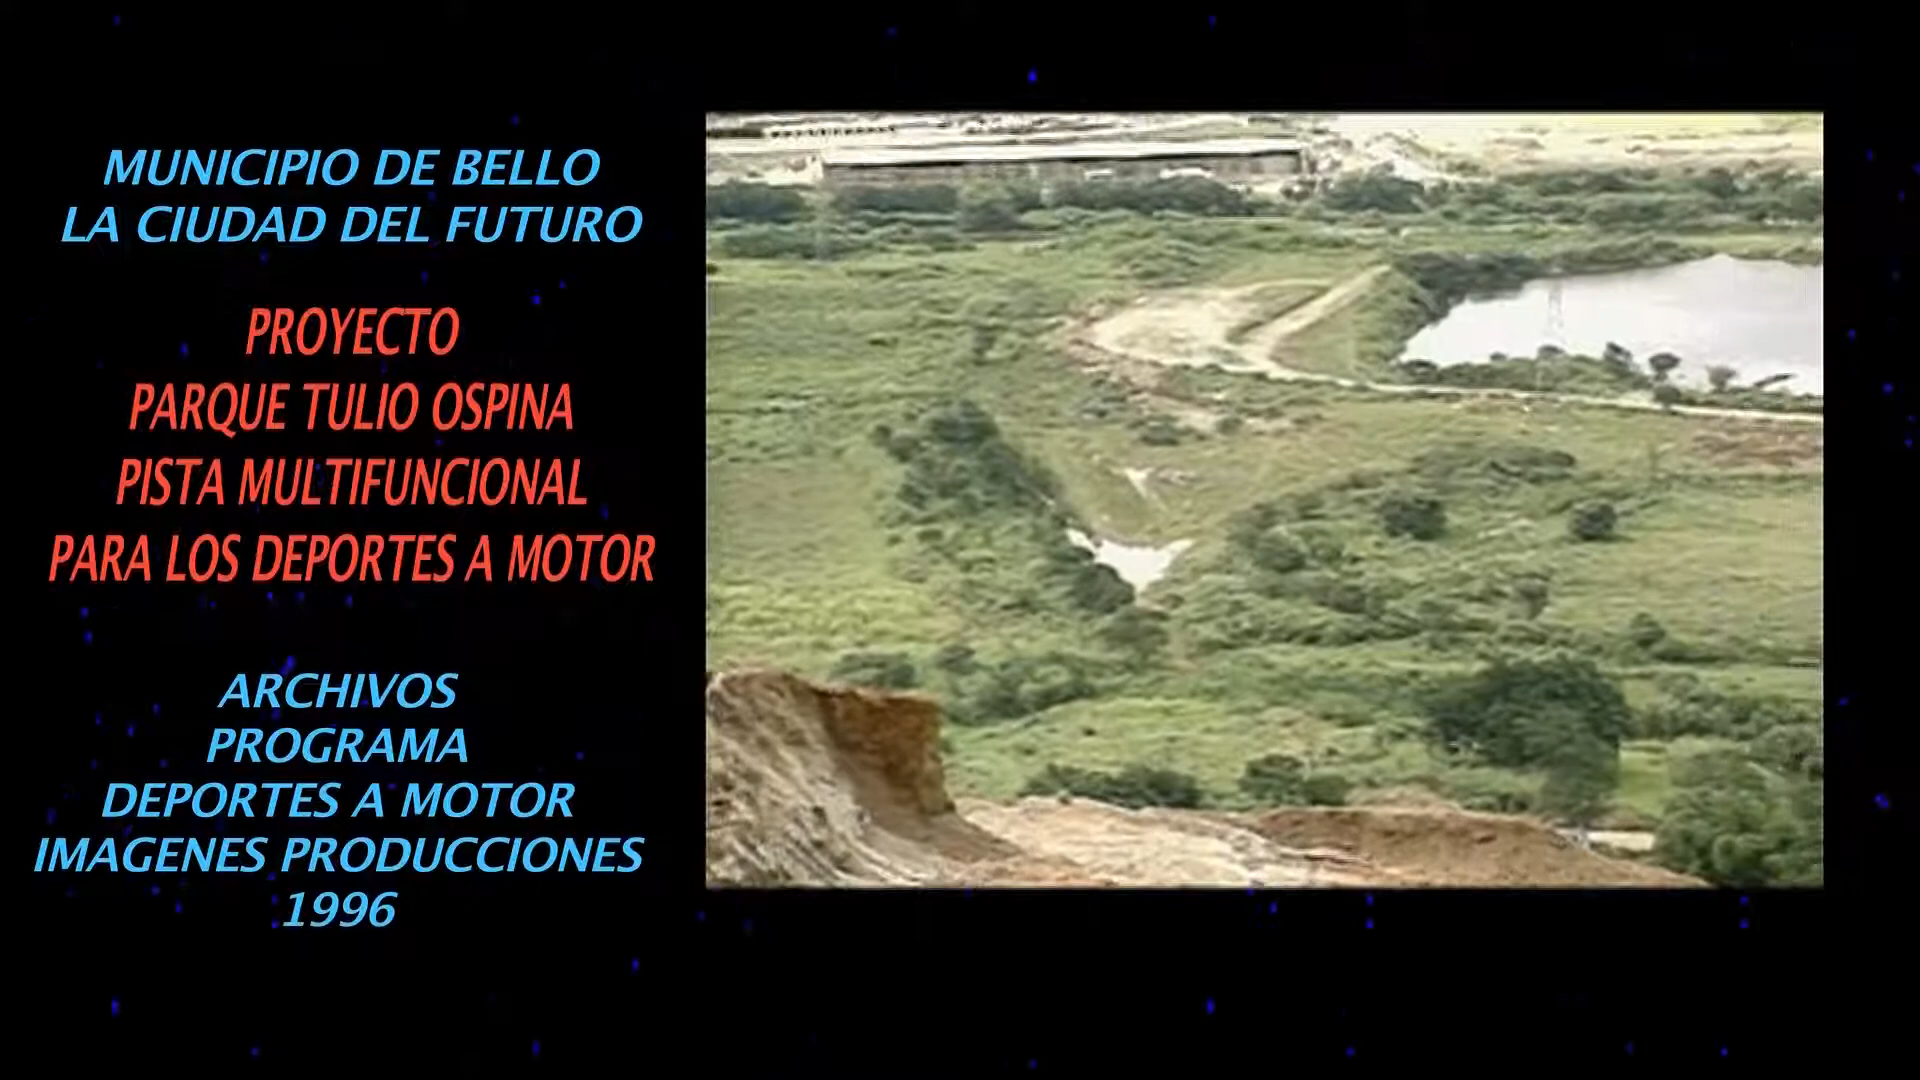 MUNICIPIO DE BELLO
LA CIUDAD DEL FUTURO
PROYECTO
PARQUE TULIO OSPINA
PISTA MULTIFUNCIONAL
PARA LOS DEPORTES A MOTOR
ARCHIVOS
PROGRAMA
DEPORTES A MOTOR
IMAGENES PRODUCCIONES
1996